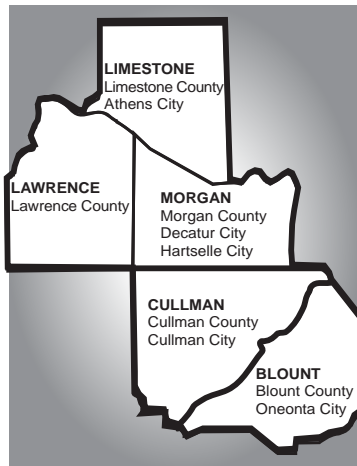 LIMESTONE
Limestone County
Athens City
LAWRENCE
Lawrence County
MORGAN
Morgan County
Decatur City
Hartselle City
CULLMAN
Cullman County
Cullman City
BLOUNT
Blount County
Oneonta City